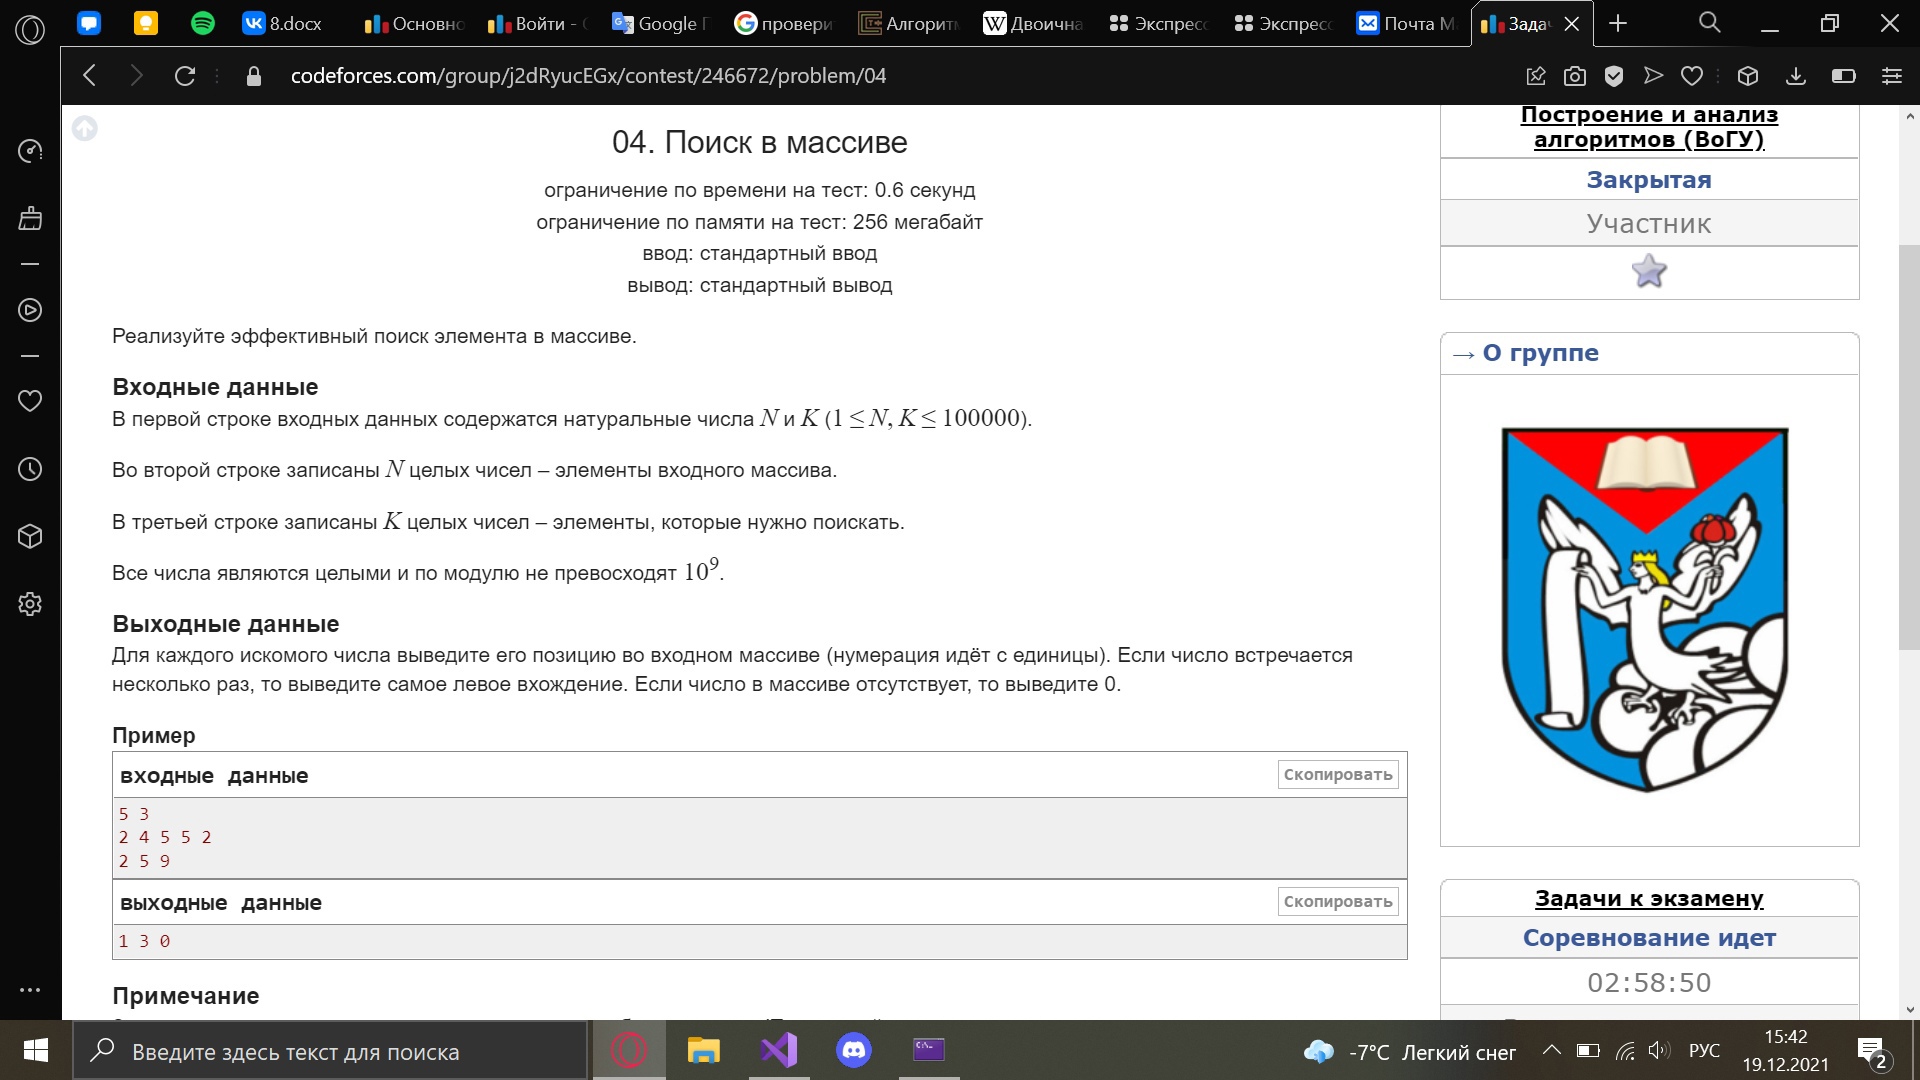 8.docx
Основно
Войти - С
Google П
провери
Алгоритм
Двоична
Экспресс
Экспресс
Почта М
Задач
codeforces.com/group/j2dRyucEGx/contest/246672/problem/04
04. Поиск в массиве
ограничение по времени на тест: 0.6 секунд
ограничение по памяти на тест: 256 мегабайт
ввод: стандартный ввод
вывод: стандартный вывод
Реализуйте эффективный поиск элемента в массиве.
Входные данные
В первой строке входных данных содержатся натуральные числа N и K (1 ≤ N, K ≤ 100000).
Во второй строке записаны N целых чисел – элементы входного массива.
В третьей строке записаны K целых чисел – элементы, которые нужно поискать.
Все числа являются целыми и по модулю не превосходят 10⁹.
Выходные данные
Для каждого искомого числа выведите его позицию во входном массиве (нумерация идёт с единицы). Если число встречается
несколько раз, то выведите самое левое вхождение. Если число в массиве отсутствует, то выведите 0.
Пример
входные данные
Скопировать
5 3
2 4 5 5 2
2 5 9
выходные данные
Скопировать
1 3 0
Примечание
Построение и анализ
алгоритмов (ВоГУ)
Закрытая
Участник
→ О группе
Задачи к экзамену
Соревнование идет
02:58:50
Введите здесь текст для поиска
-7°C Легкий снег
РУС
15:42
19.12.2021
2